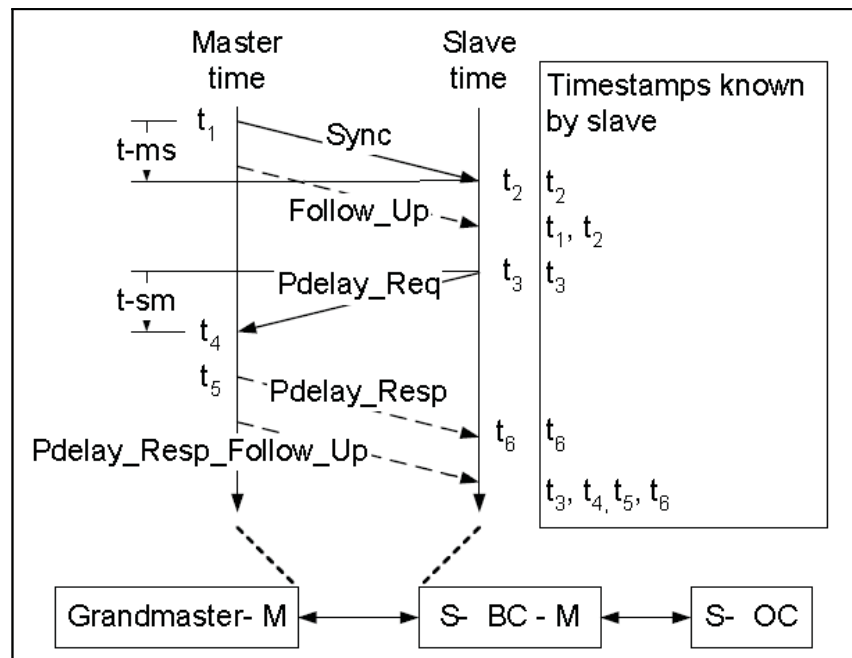 Master time
Slave time
Timestamps known by slave
t1
Sync
t-ms
t2
t2
Follow_Up
t1, t2
t3
t3
Pdelay_Req
t-sm
t4
t5
Pdelay_Resp
t6
t6
Pdelay_Resp_Follow_Up
t3, t4, t5, t6
Grandmaster- M
S- BC - M
S- OC